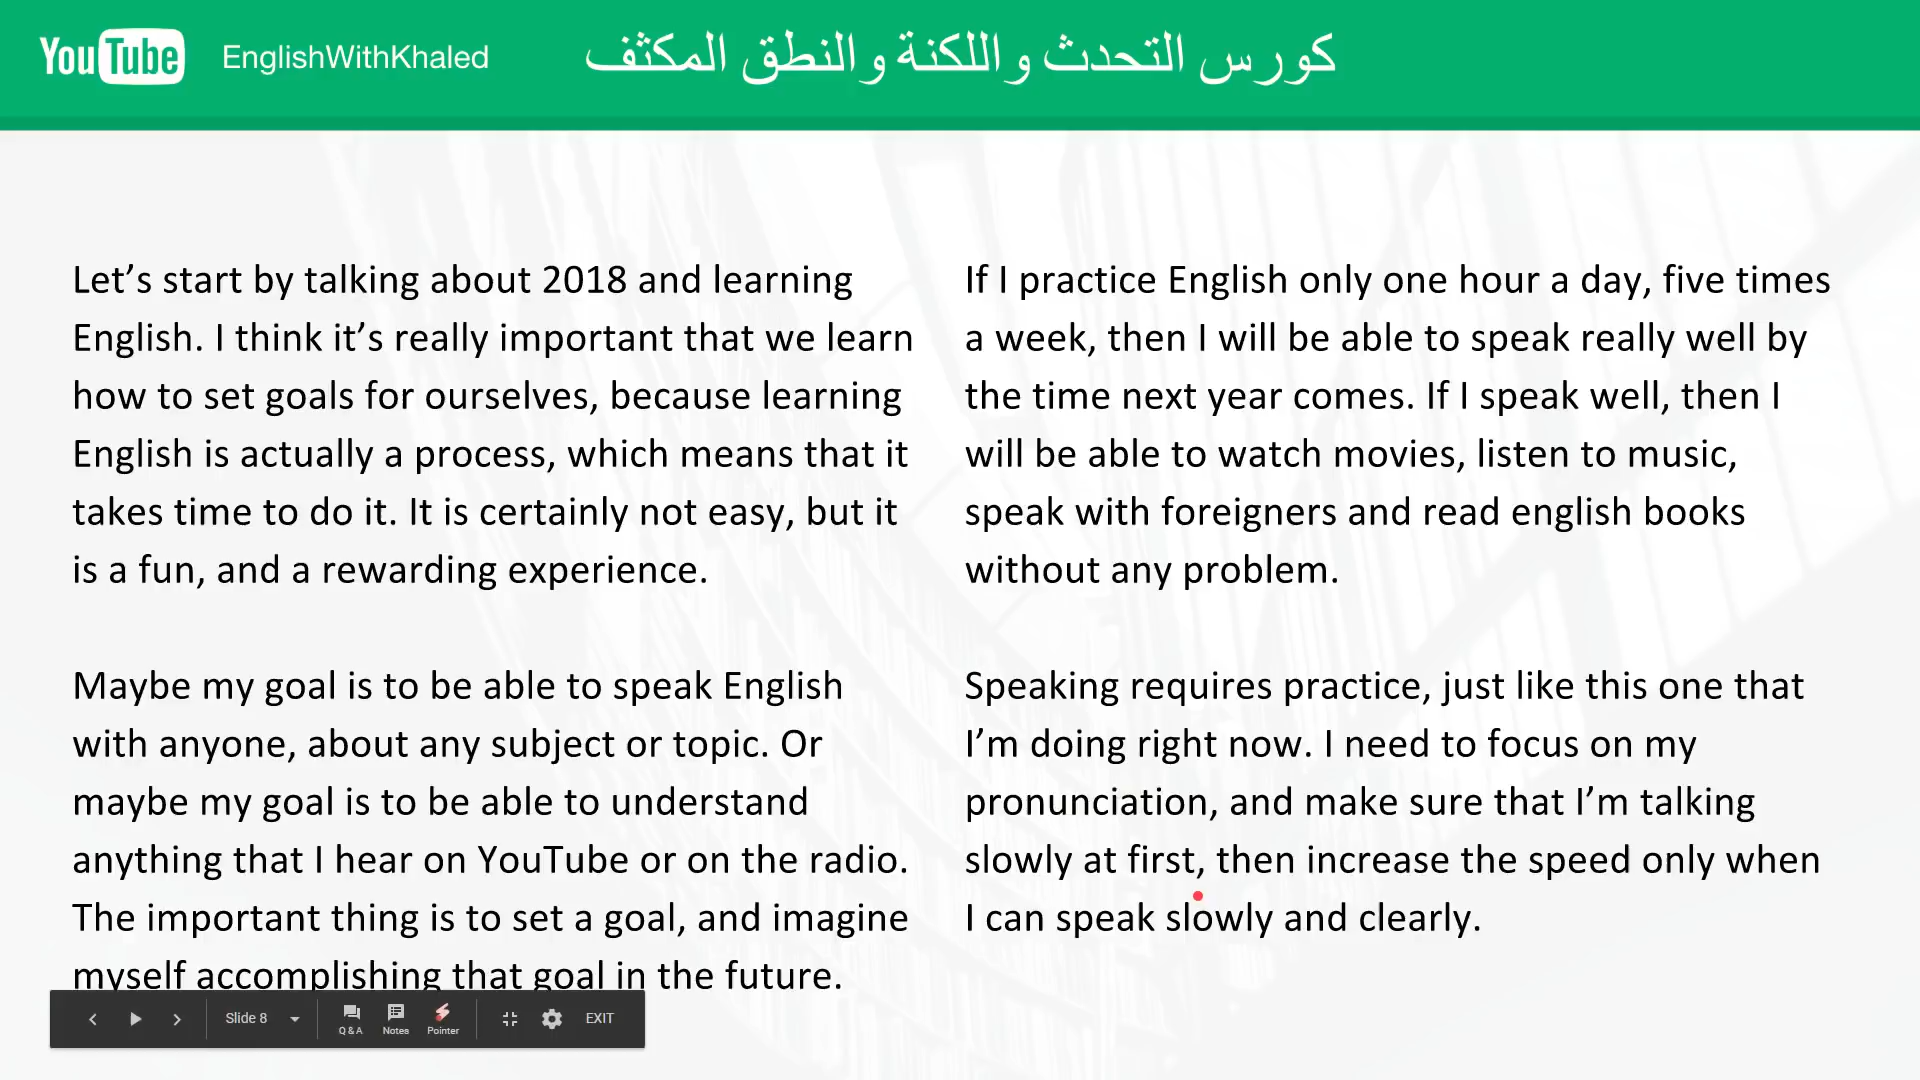 YouTube
EnglishWithKhaled
كورس التحدث واللكنة والنطق المكثف
Let’s start by talking about 2018 and learning
English. I think it’s really important that we learn
how to set goals for ourselves, because learning
English is actually a process, which means that it
takes time to do it. It is certainly not easy, but it
is a fun, and a rewarding experience.
Maybe my goal is to be able to speak English
with anyone, about any subject or topic. Or
maybe my goal is to be able to understand
anything that I hear on YouTube or on the radio.
The important thing is to set a goal, and imagine
myself accomplishing that goal in the future.
If I practice English only one hour a day, five times
a week, then I will be able to speak really well by
the time next year comes. If I speak well, then I
will be able to watch movies, listen to music,
speak with foreigners and read english books
without any problem.
Speaking requires practice, just like this one that
I’m doing right now. I need to focus on my
pronunciation, and make sure that I’m talking
slowly at first, then increase the speed only when
I can speak slowly and clearly.
Slide 8
Q & A
Notes
Pointer
EXIT